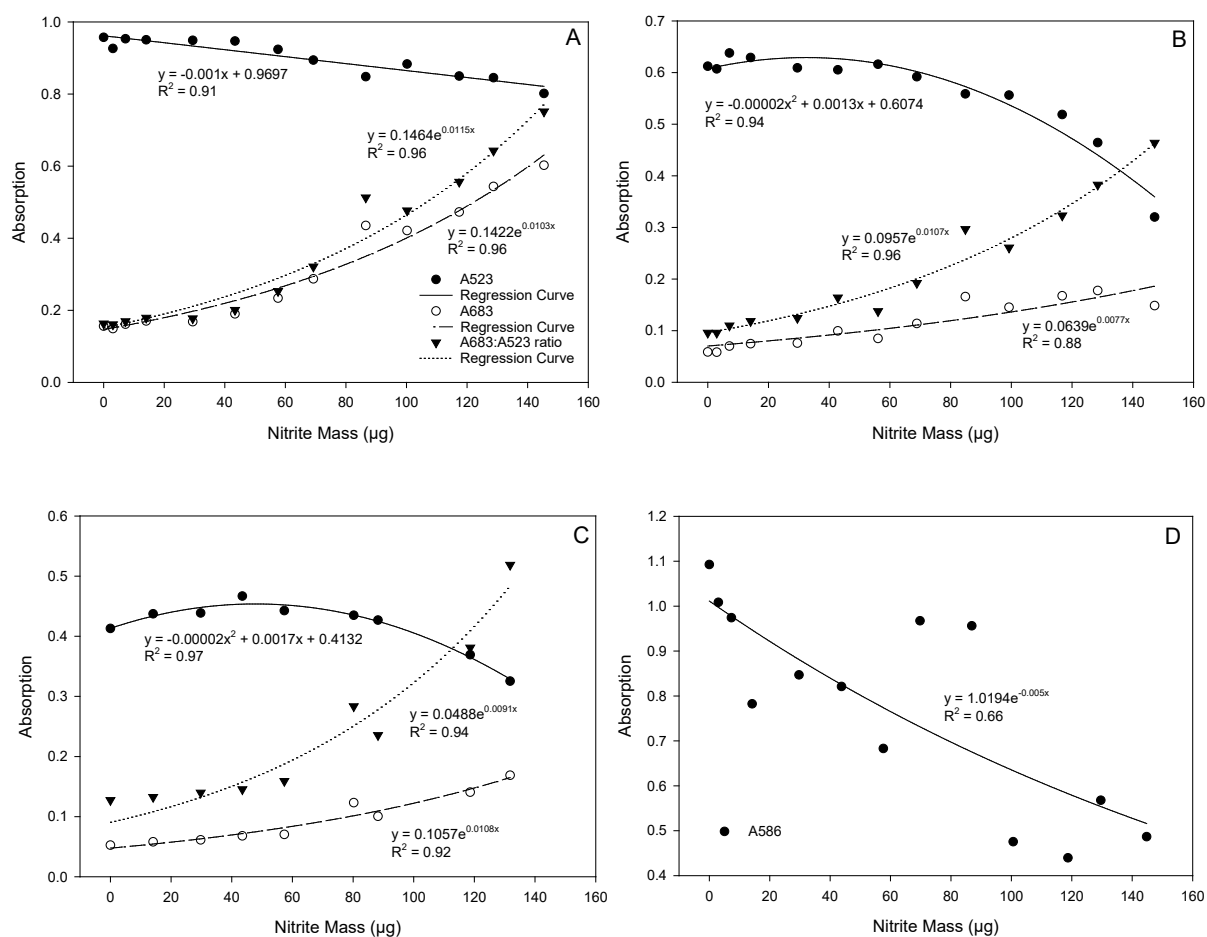 A
y = -0.001x + 0.9697
R² = 0.91
y = 0.1464e^0.0115x
R² = 0.96
y = 0.1422e^0.0103x
R² = 0.96
A523
Regression Curve
A683
Regression Curve
A683:A523 ratio
Regression Curve
Absorption
1.0
0.8
0.6
0.4
0.2
0.0
0 20 40 60 80 100 120 140 160
Nitrite Mass (µg)
B
y = -0.00002x² + 0.0013x + 0.6074
R² = 0.94
y = 0.0957e^0.0107x
R² = 0.96
y = 0.0639e^0.0077x
R² = 0.88
Absorption
0.7
0.6
0.5
0.4
0.3
0.2
0.1
0.0
0 20 40 60 80 100 120 140 160
Nitrite Mass (µg)
C
y = -0.00002x² + 0.0017x + 0.4132
R² = 0.97
y = 0.0488e^0.0091x
R² = 0.94
y = 0.1057e^0.0108x
R² = 0.92
Absorption
0.6
0.5
0.4
0.3
0.2
0.1
0.0
0 20 40 60 80 100 120 140 160
Nitrite Mass (µg)
D
y = 1.0194e^-0.005x
R² = 0.66
A586
Absorption
1.2
1.1
1.0
0.9
0.8
0.7
0.6
0.5
0.4
0 20 40 60 80 100 120 140 160
Nitrite Mass (µg)